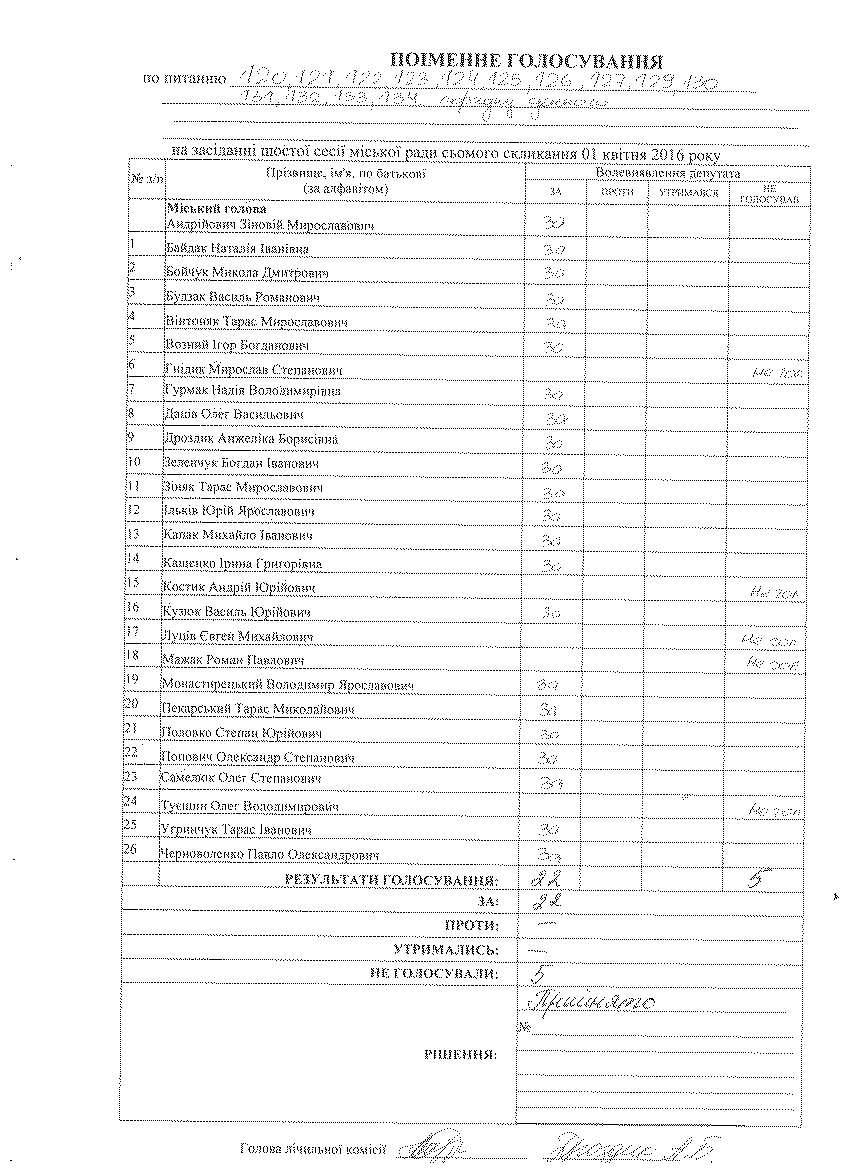 ПОІМЕННЕ ГОЛОСУВАННЯ
по питанню 120, 121, 122, 123, 124, 125, 126, 127, 129, 130
131, 132, 133, 134 порядку денного
на засіданні шостої сесії міської ради сьомого скликання 01 квітня 2016 року
№ з/п Прізвище, ім'я, по батькові (за алфавітом) Волевиявлення депутата
ЗА ПРОТИ УТРИМАВСЯ НЕ ГОЛОСУВАВ
Міський голова
Андрійович Зіновій Мирославович За
1 Байдак Наталія Іванівна За
2 Бойчук Микола Дмитрович За
3 Будзак Василь Романович За
4 Вінтоняк Тарас Мирославович За
5 Возний Ігор Богданович За
6 Гнідик Мирослав Степанович Не гол
7 Гурмак Надія Володимирівна За
8 Данів Олег Васильович За
9 Дроздик Анжеліка Борисівна За
10 Зеленчук Богдан Іванович За
11 Зоняк Тарас Мирославович За
12 Ільків Юрій Ярославович За
13 Капак Михайло Іванович За
14 Кащенко Ірина Григорівна За
15 Костик Андрій Юрійович Не гол
16 Кузюк Василь Юрійович За
17 Луців Євген Михайлович Не гол
18 Мажак Роман Павлович Не гол
19 Монастирецький Володимир Ярославович За
20 Пекарський Тарас Миколайович За
21 Поповко Степан Юрійович За
22 Попович Олександр Степанович За
23 Самелюк Олег Степанович За
24 Туєшин Олег Володимирович Не гол
25 Угринчук Тарас Іванович За
26 Черноволенко Павло Олександрович За
РЕЗУЛЬТАТИ ГОЛОСУВАННЯ: 22 5
ЗА: 22
ПРОТИ: —
УТРИМАЛИСЬ: —
НЕ ГОЛОСУВАЛИ: 5
Прийнято
№
РІШЕННЯ:
Голова лічильної комісії Дроздик А.Б.